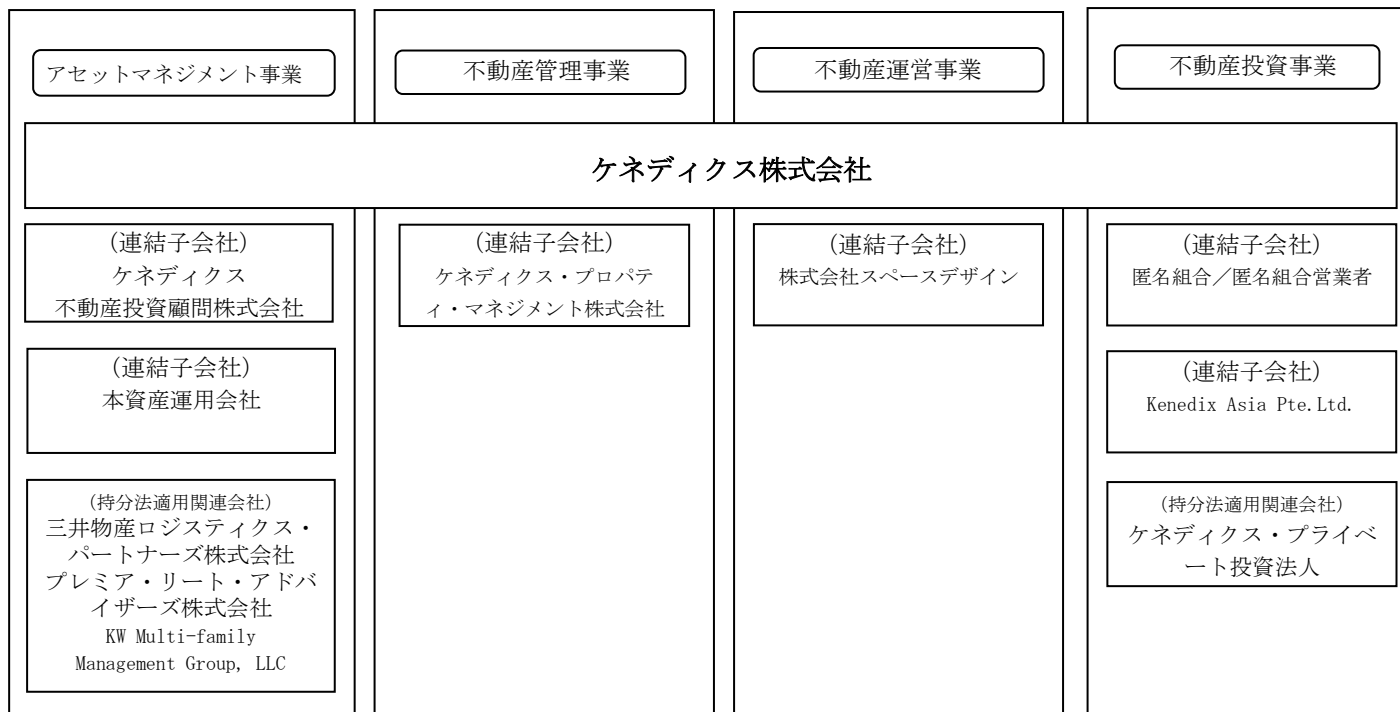 アセットマネジメント事業
不動産管理事業
不動産運営事業
不動産投資事業
ケネディクス株式会社
(連結子会社)
ケネディクス
不動産投資顧問株式会社
(連結子会社)
本資産運用会社
(持分法適用関連会社)
三井物産ロジスティクス・
パートナーズ株式会社
プレミア・リート・アドバ
イザーズ株式会社
KW Multi-family
Management Group, LLC
(連結子会社)
ケネディクス・プロパテ
ィ・マネジメント株式会社
(連結子会社)
株式会社スペースデザイン
(連結子会社)
匿名組合／匿名組合営業者
(連結子会社)
Kenedix Asia Pte.Ltd.
(持分法適用関連会社)
ケネディクス・プライベ
ート投資法人